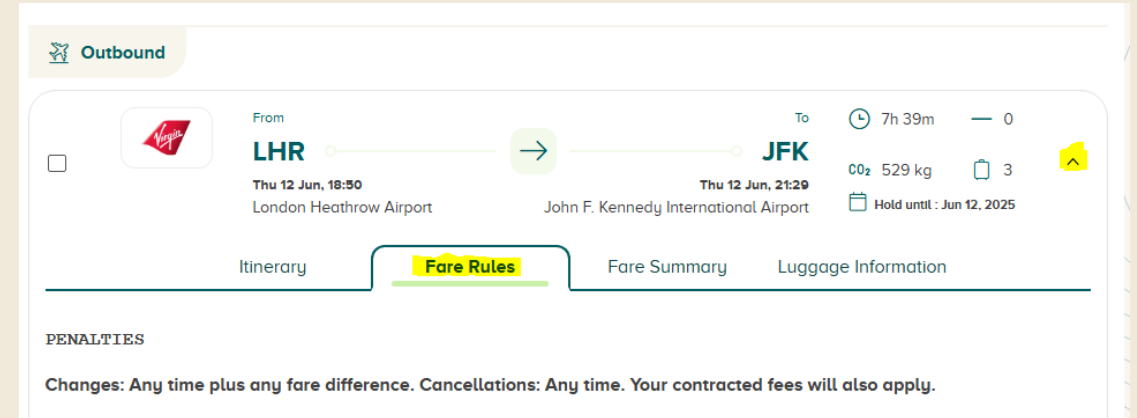 Outbound
Virgin
From
To
7h 39m
0
LHR
JFK
CO₂ 529 kg
3
Thu 12 Jun, 18:50
Thu 12 Jun, 21:29
Hold until : Jun 12, 2025
London Heathrow Airport
John F. Kennedy International Airport
Itinerary
Fare Rules
Fare Summary
Luggage Information
PENALTIES
Changes: Any time plus any fare difference. Cancellations: Any time. Your contracted fees will also apply.